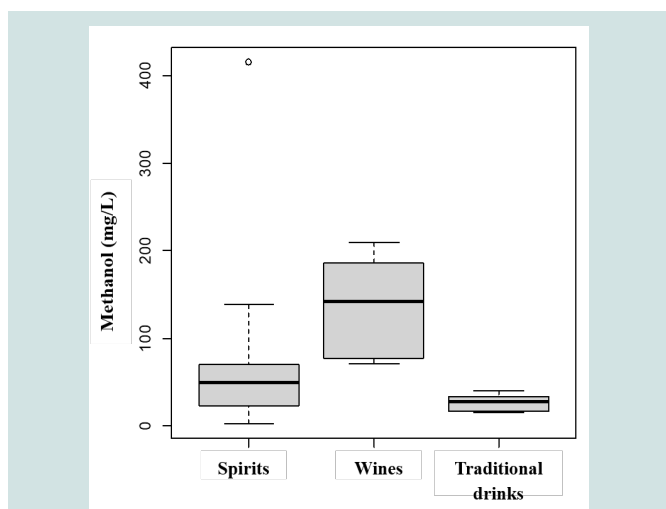 400
300
200
100
0
Methanol (mg/L)
Spirits
Wines
Traditional
drinks